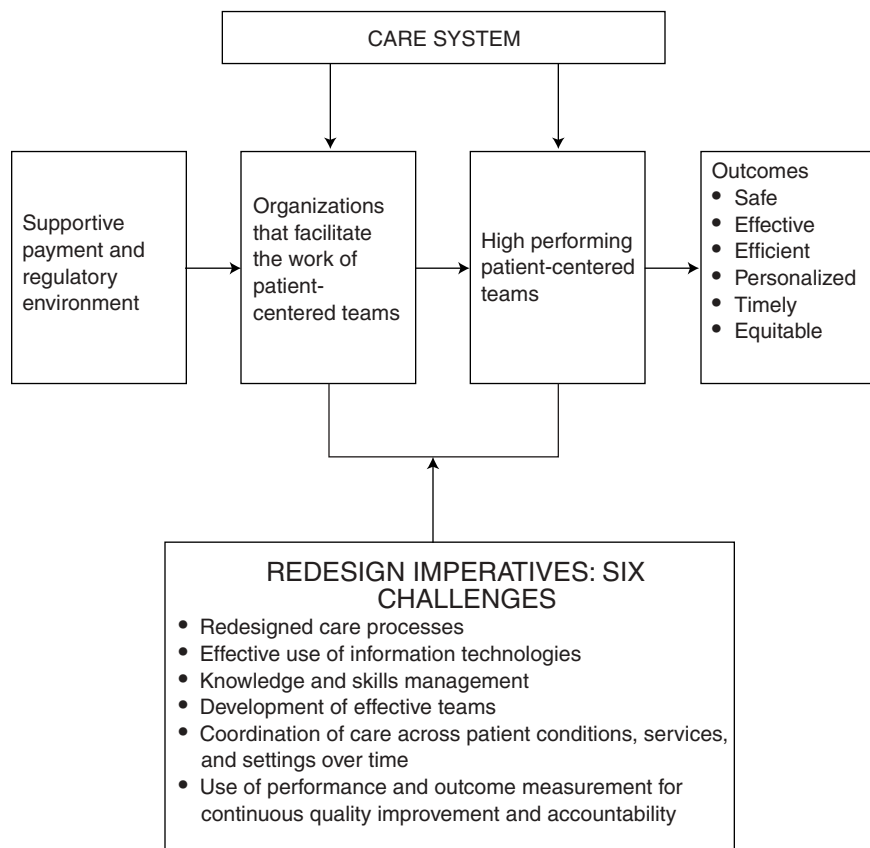 CARE SYSTEM
Supportive
payment and
regulatory
environment
Organizations
that facilitate
the work of
patient-
centered teams
High performing
patient-centered
teams
Outcomes
• Safe
• Effective
• Efficient
• Personalized
• Timely
• Equitable
REDESIGN IMPERATIVES: SIX
CHALLENGES
• Redesigned care processes
• Effective use of information technologies
• Knowledge and skills management
• Development of effective teams
• Coordination of care across patient conditions, services,
and settings over time
• Use of performance and outcome measurement for
continuous quality improvement and accountability